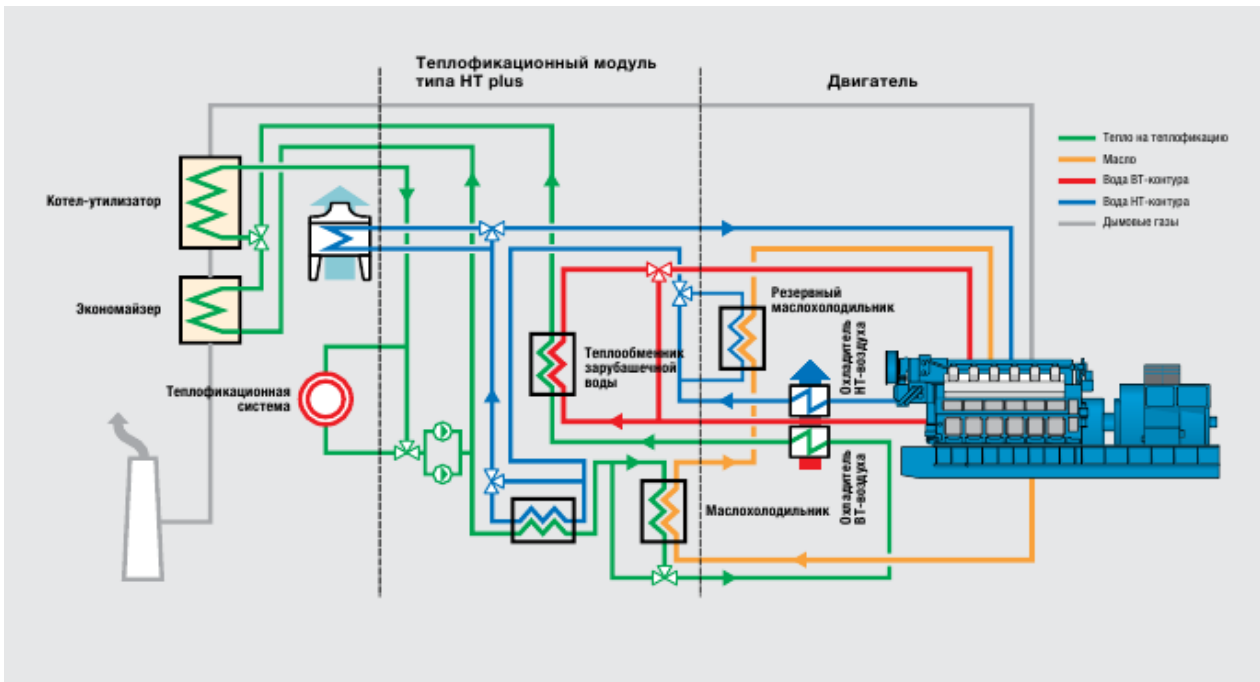 Теплофикационный модуль
типа HT plus
Двигатель
Тепло на теплофикацию
Масло
Вода ВТ-контура
Вода НТ-контура
Дымовые газы
Котел-утилизатор
Экономайзер
Резервный
маслохолодильник
Теплообменник
зарубашечной
воды
Охладитель
НТ-воздуха
Теплофикационная
система
Маслохолодильник
Охладитель
ВТ-воздуха